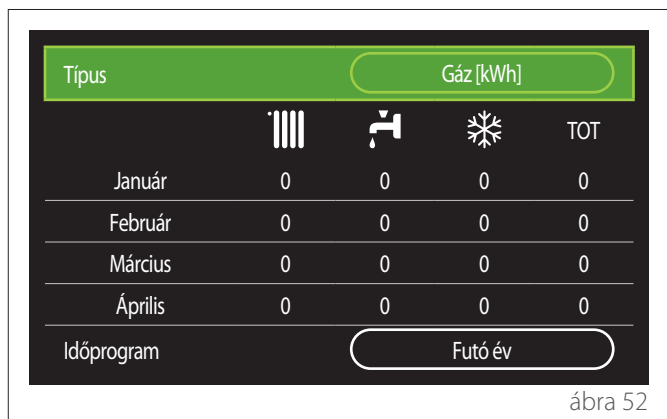 Típus Gáz [kWh]
TOT
Január 0 0 0 0
Február 0 0 0 0
Március 0 0 0 0
Április 0 0 0 0
Időprogram Futó év
ábra 52